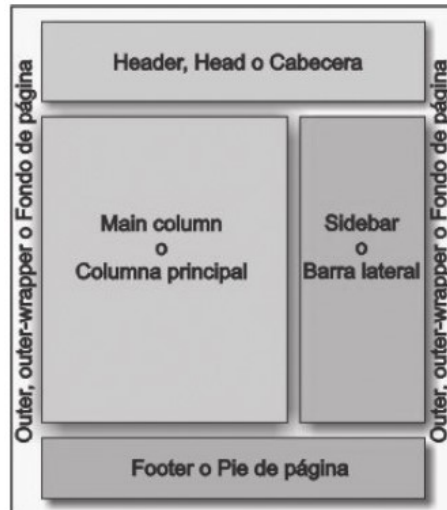 Header, Head o Cabecera
Outer, outer-wrapper o Fondo de página
Main column
o
Columna principal
Sidebar
o
Barra lateral
Outer, outer-wrapper o Fondo de página
Footer o Pie de página